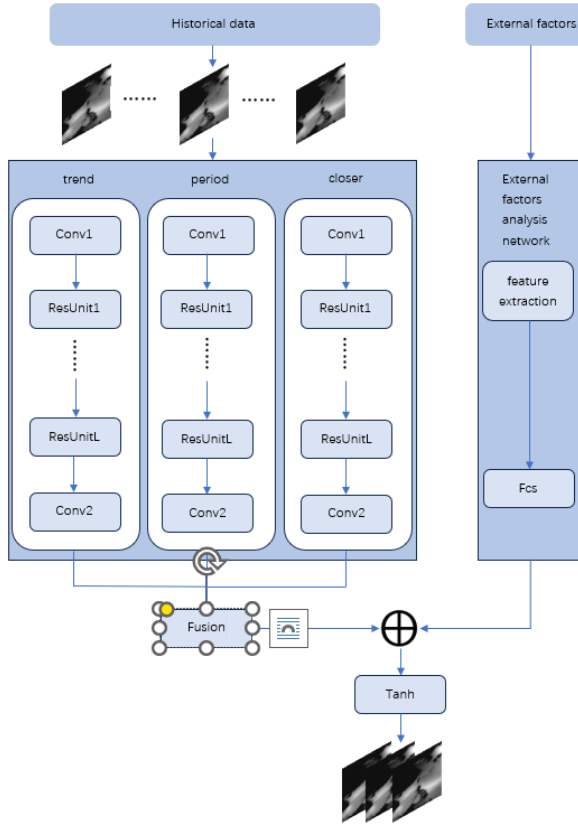 Historical data
External factors
trend
period
closer
Conv1
Conv1
Conv1
ResUnit1
ResUnit1
ResUnit1
ResUnitL
ResUnitL
ResUnitL
Conv2
Conv2
Conv2
External
factors
analysis
network
feature
extraction
Fcs
Fusion
Tanh